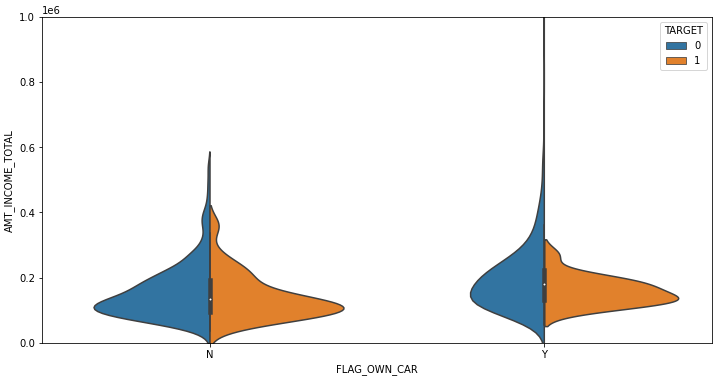 1e6
1.0
0.8
0.6
0.4
0.2
0.0
AMT_INCOME_TOTAL
N
Y
FLAG_OWN_CAR
TARGET
0
1